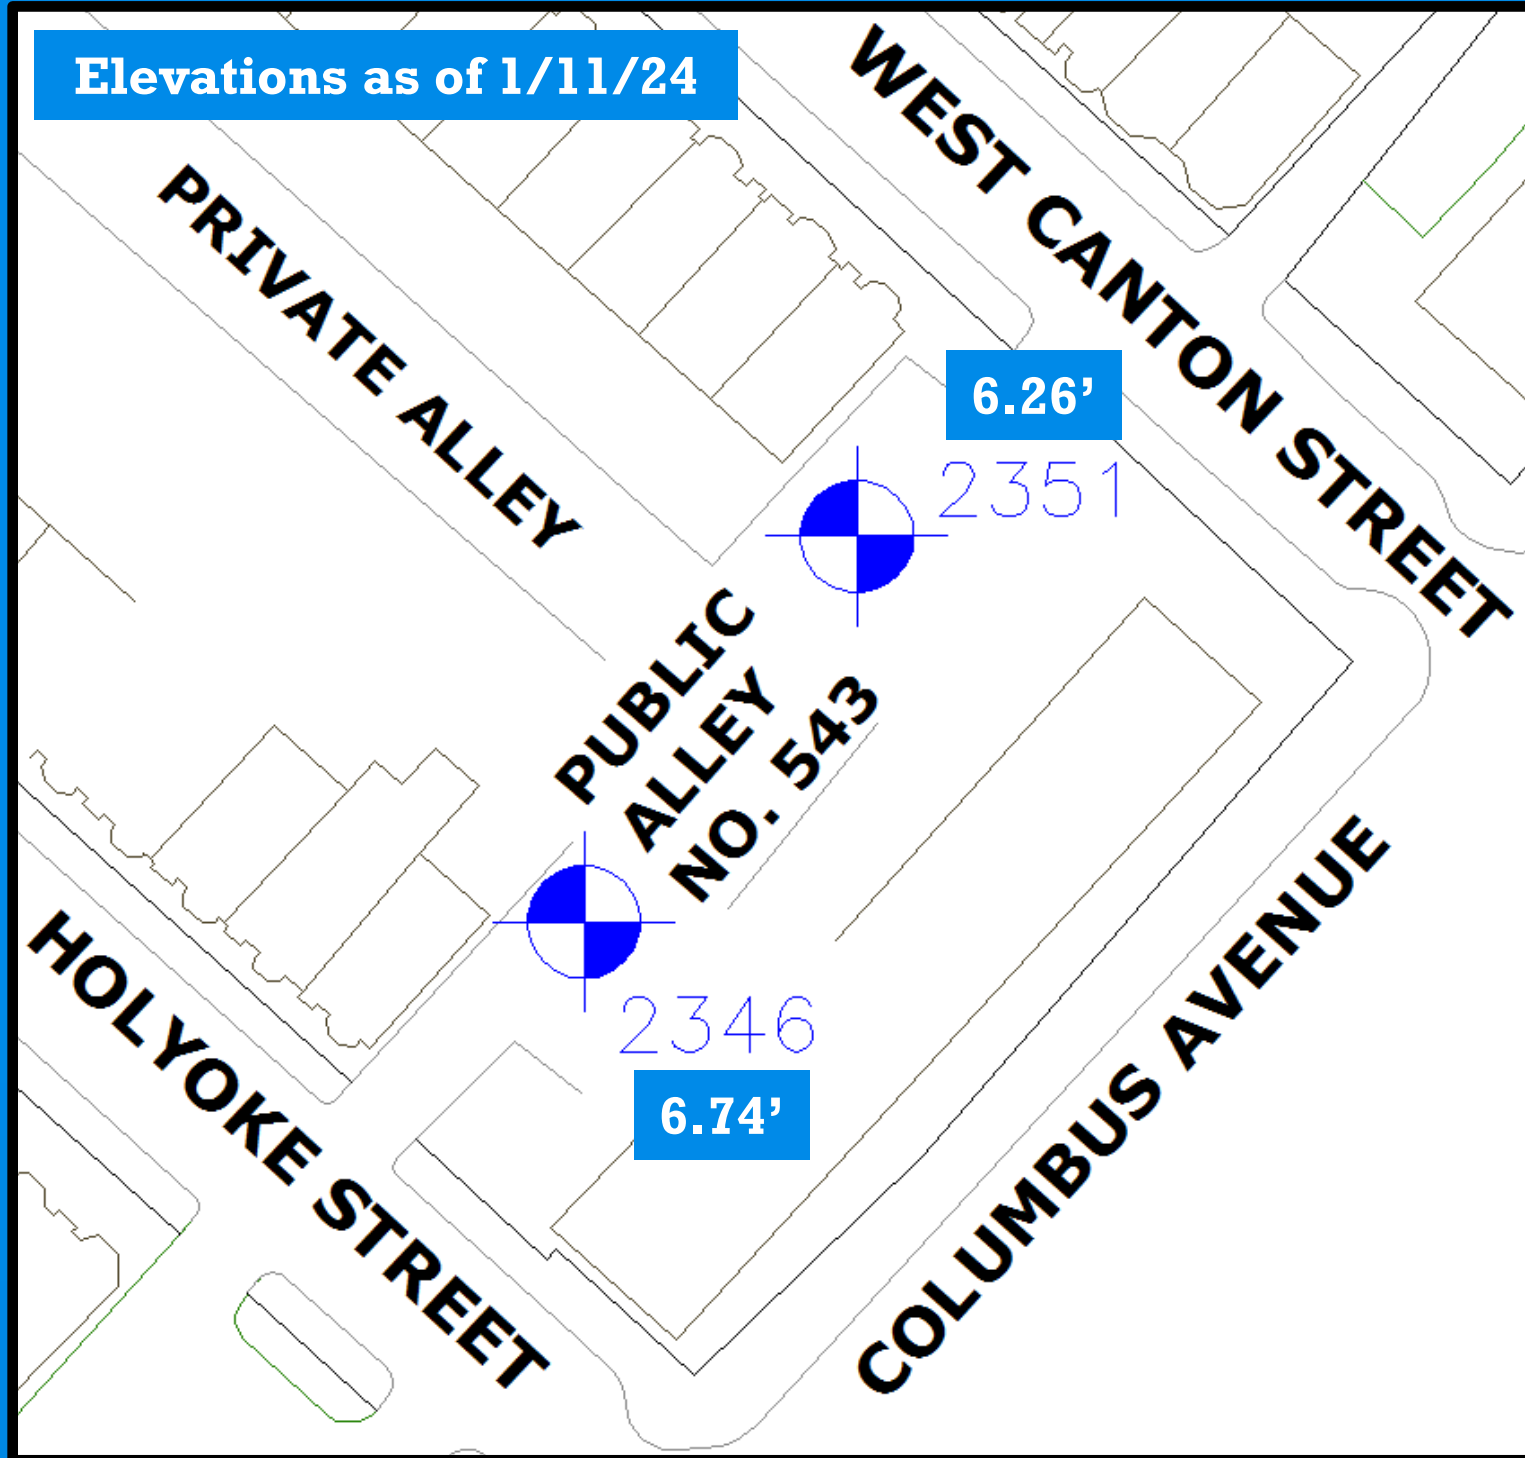 Elevations as of 1/11/24
WEST CANTON STREET
PRIVATE ALLEY
6.26’
2351
PUBLIC
ALLEY
NO. 543
2346
6.74’
HOLYOKE STREET
COLUMBUS AVENUE